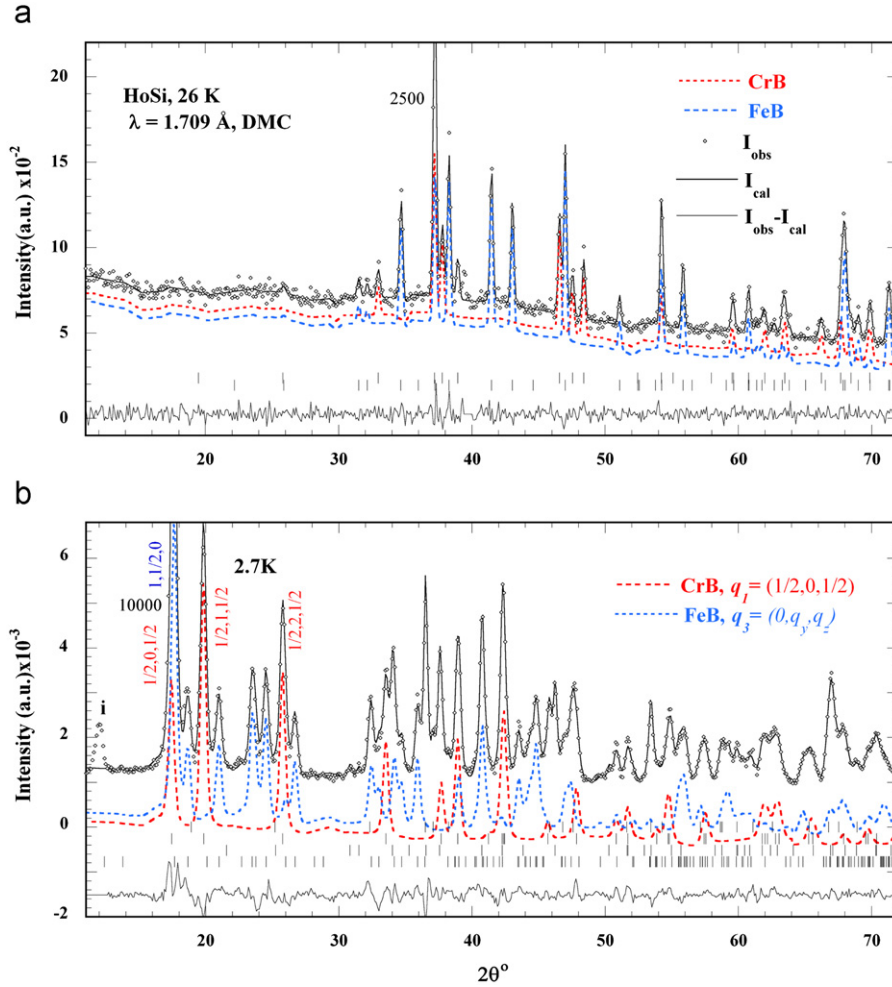 a
20
15
10
5
0
Intensity(a.u.) x10⁻²
HoSi, 26 K
λ = 1.709 Å, DMC
2500
CrB
FeB
I_obs
I_cal
I_obs-I_cal
20 30 40 50 60 70
b
6
4
2
0
-2
Intensity (a.u.)x10⁻³
2.7K
10000
1,1/2,0
1/2,0,1/2
1/2,1,1/2
1/2,2,1/2
i
CrB, q₁= (1/2,0,1/2)
FeB, q₃= (0,q_y,q_z)
20 30 40 50 60 70
2θ°